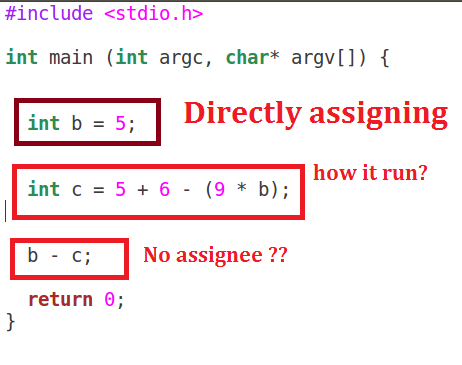 #include <stdio.h>
int main (int argc, char* argv[]) {
int b = 5; Directly assigning
int c = 5 + 6 - (9 * b); how it run?
b - c; No assignee ??
return 0;
}